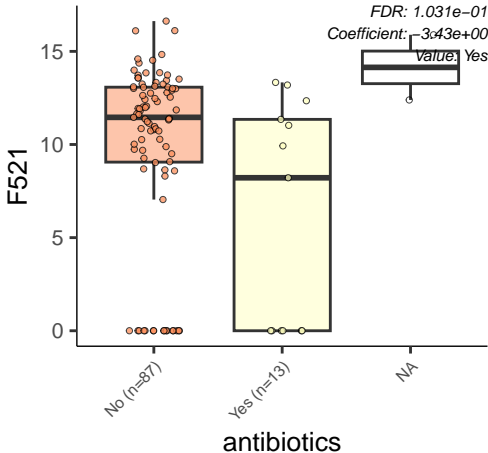 FDR: 1.031e−01
Coefficient: −3.43e+00
Value: Yes
15
10
5
0
F521
No (n=87)
Yes (n=13)
NA
antibiotics